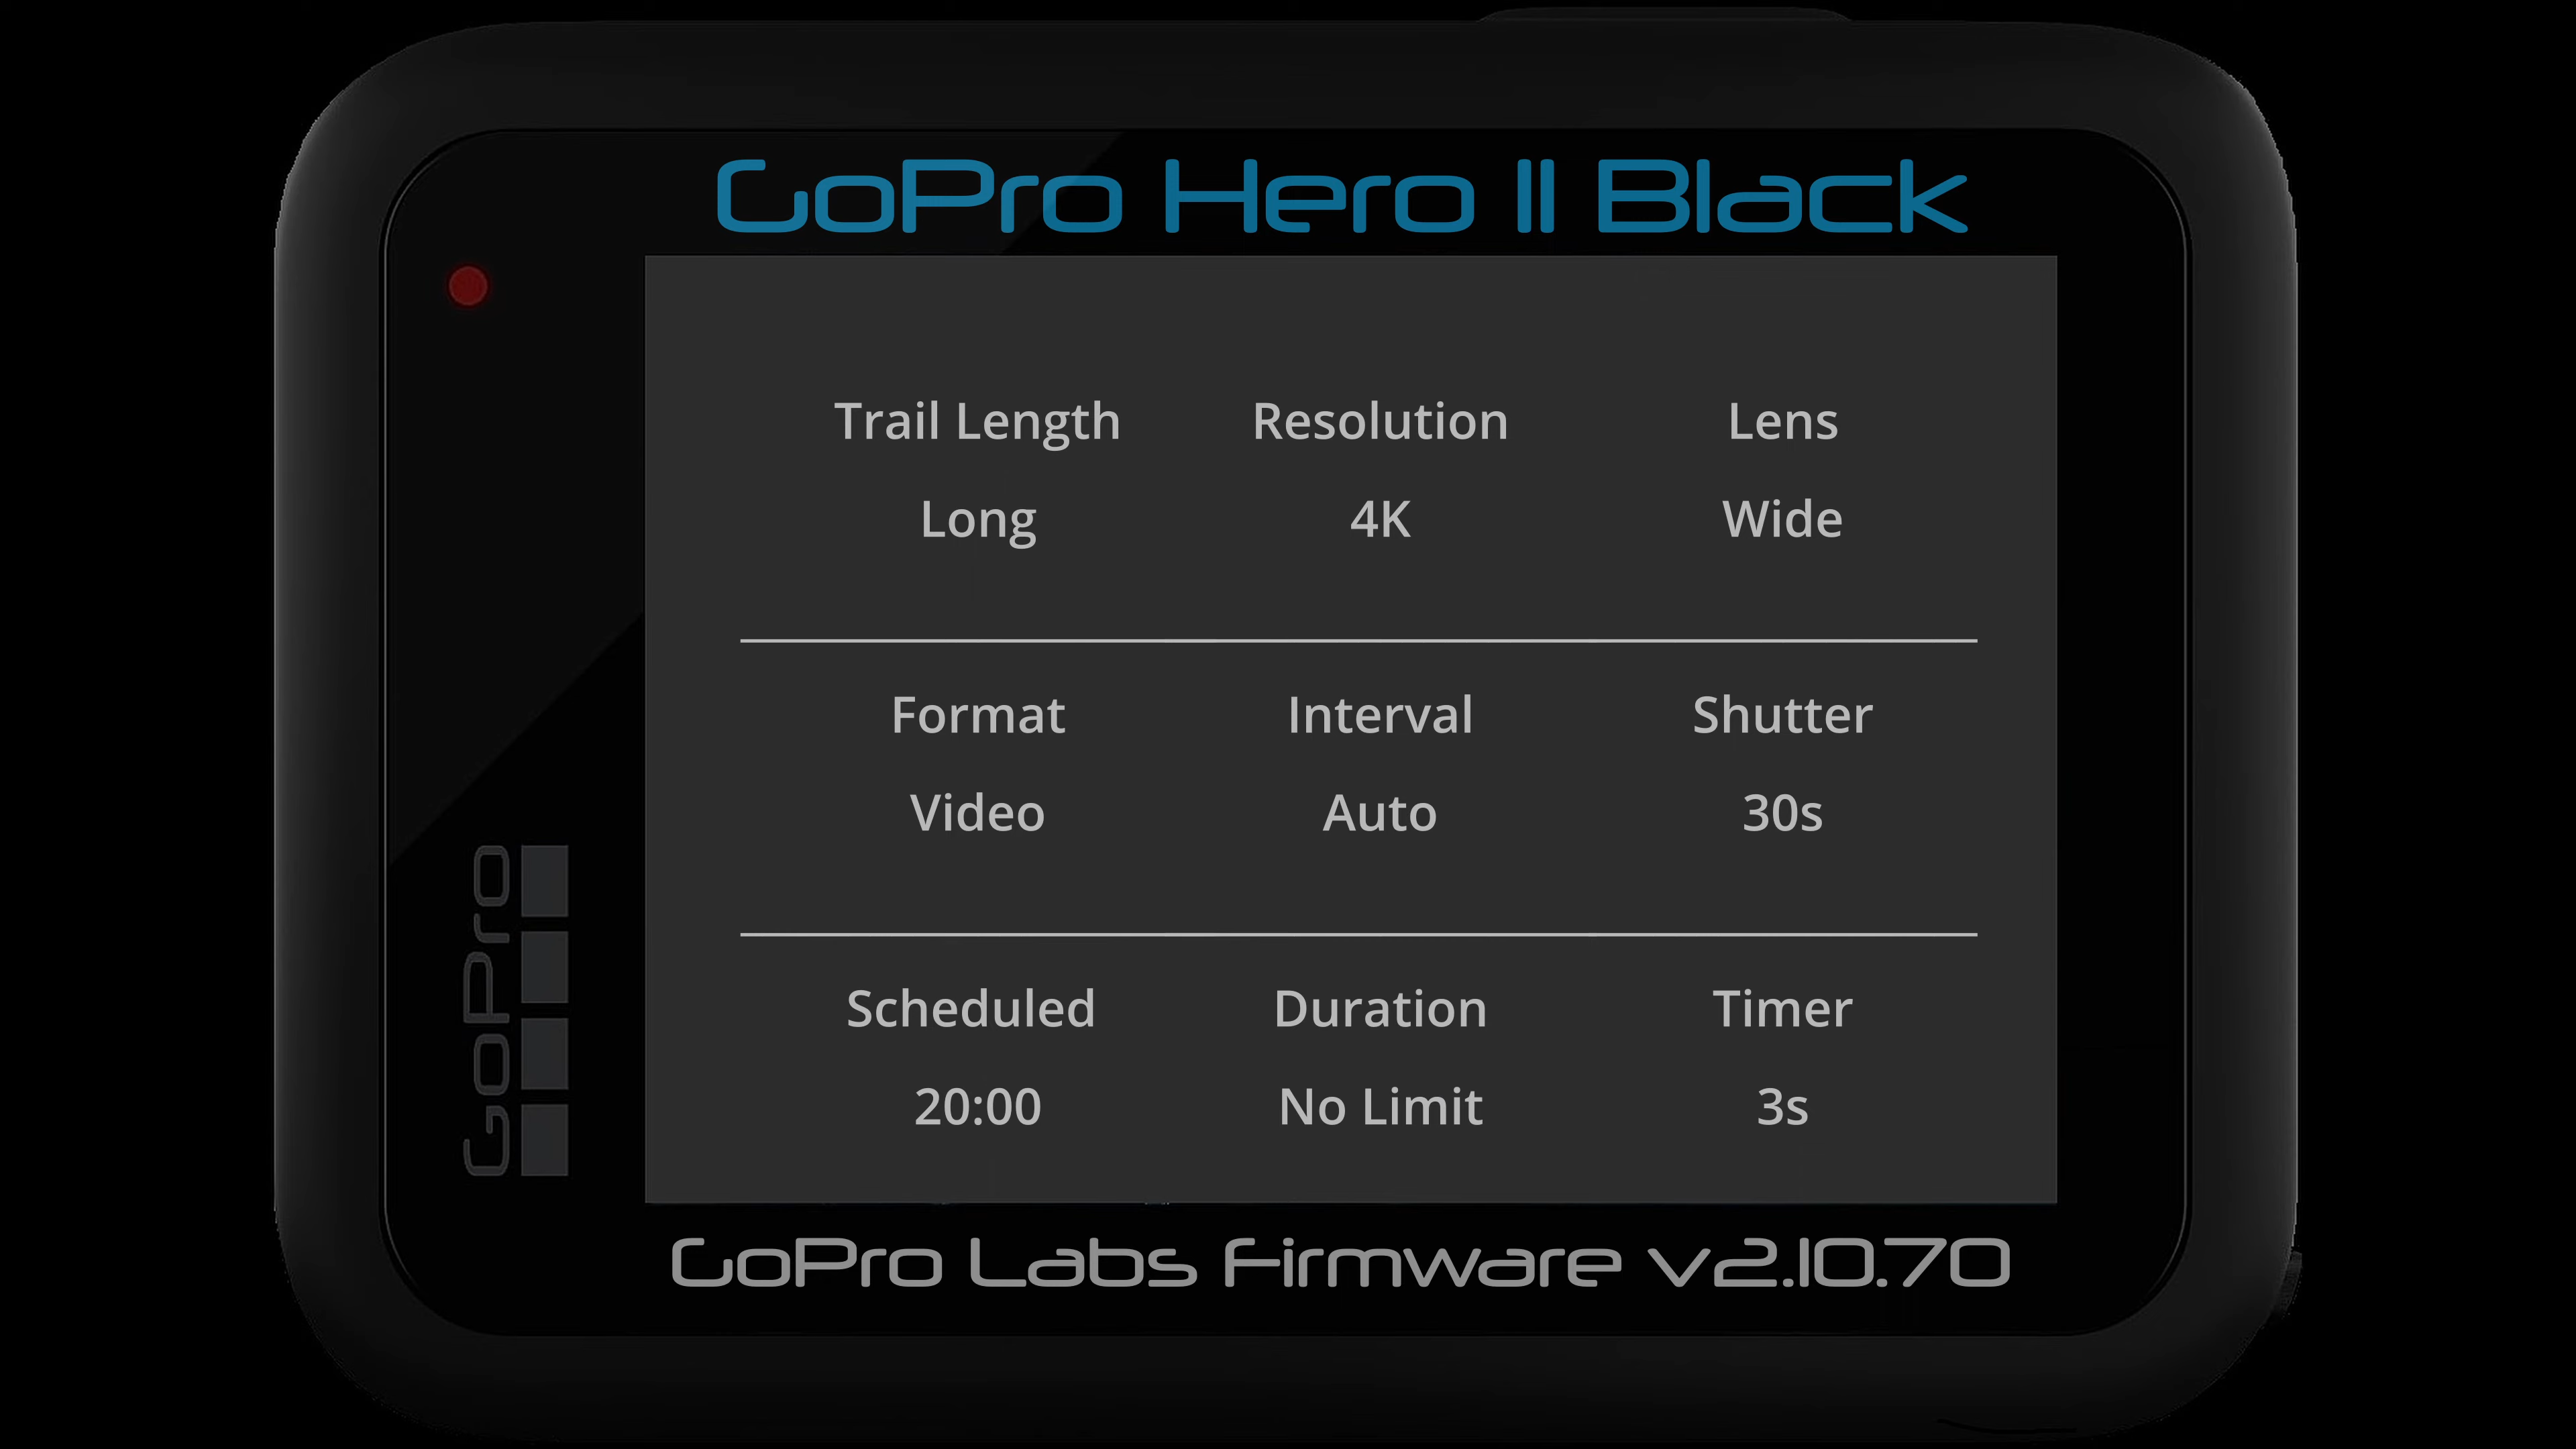 GoPro Hero 11 Black
Trail Length Resolution Lens
Long 4K Wide
Format Interval Shutter
Video Auto 30s
Scheduled Duration Timer
20:00 No Limit 3s
GoPro
GoPro Labs Firmware v2.10.70